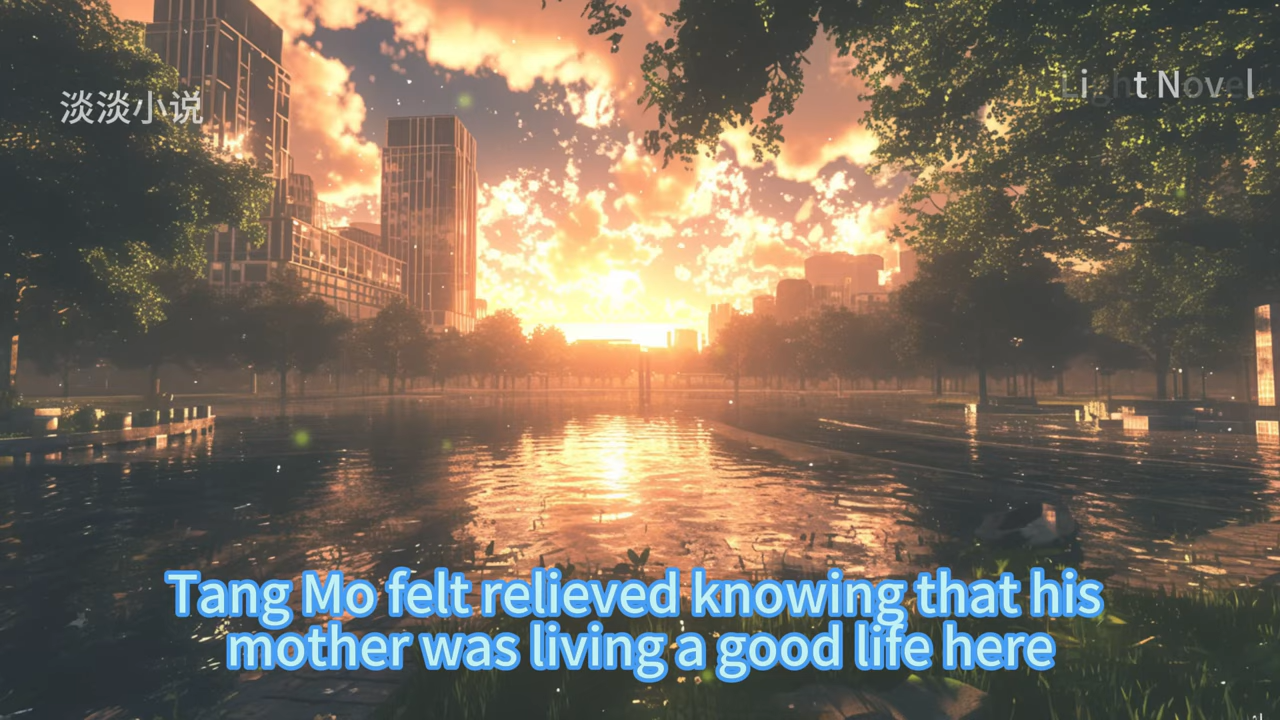 淡淡小说
Light Novel
Tang Mo felt relieved knowing that his
mother was living a good life here